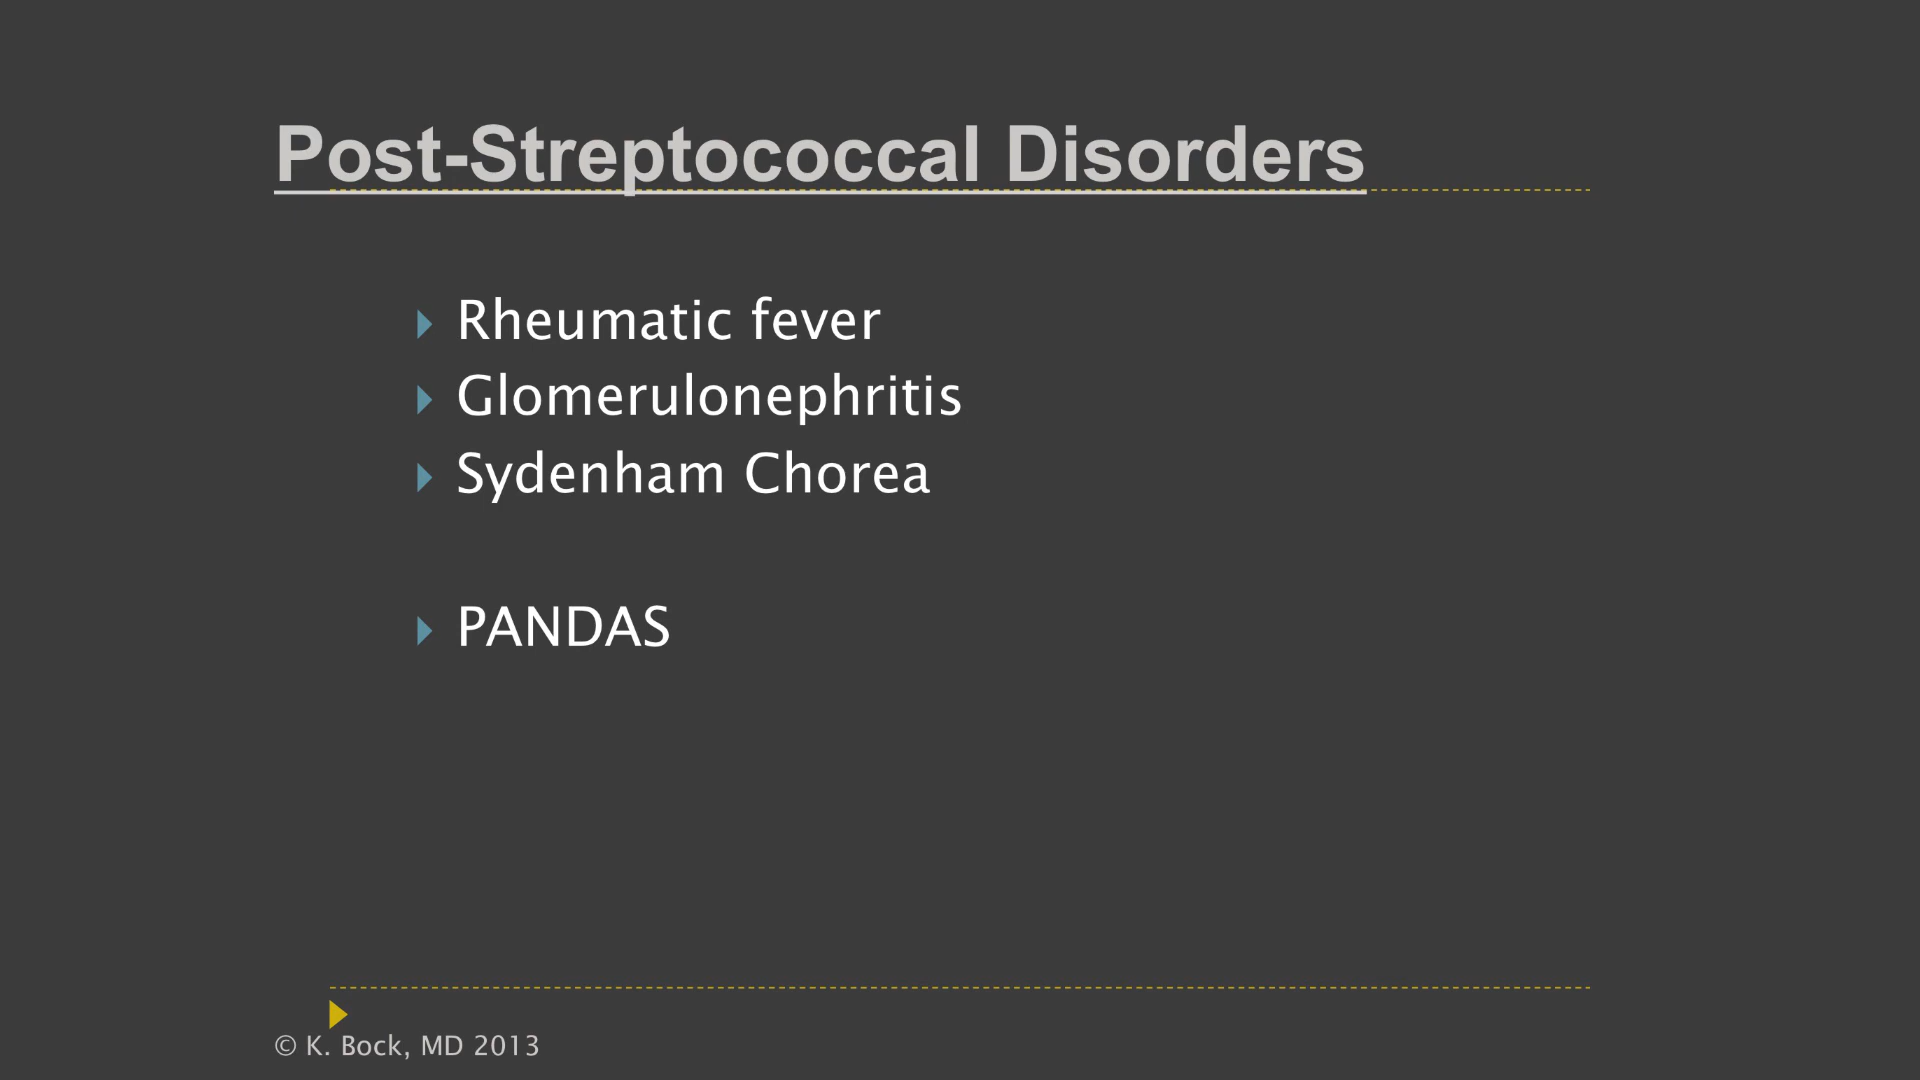 Post-Streptococcal Disorders
Rheumatic fever
Glomerulonephritis
Sydenham Chorea
PANDAS
© K. Bock, MD 2013